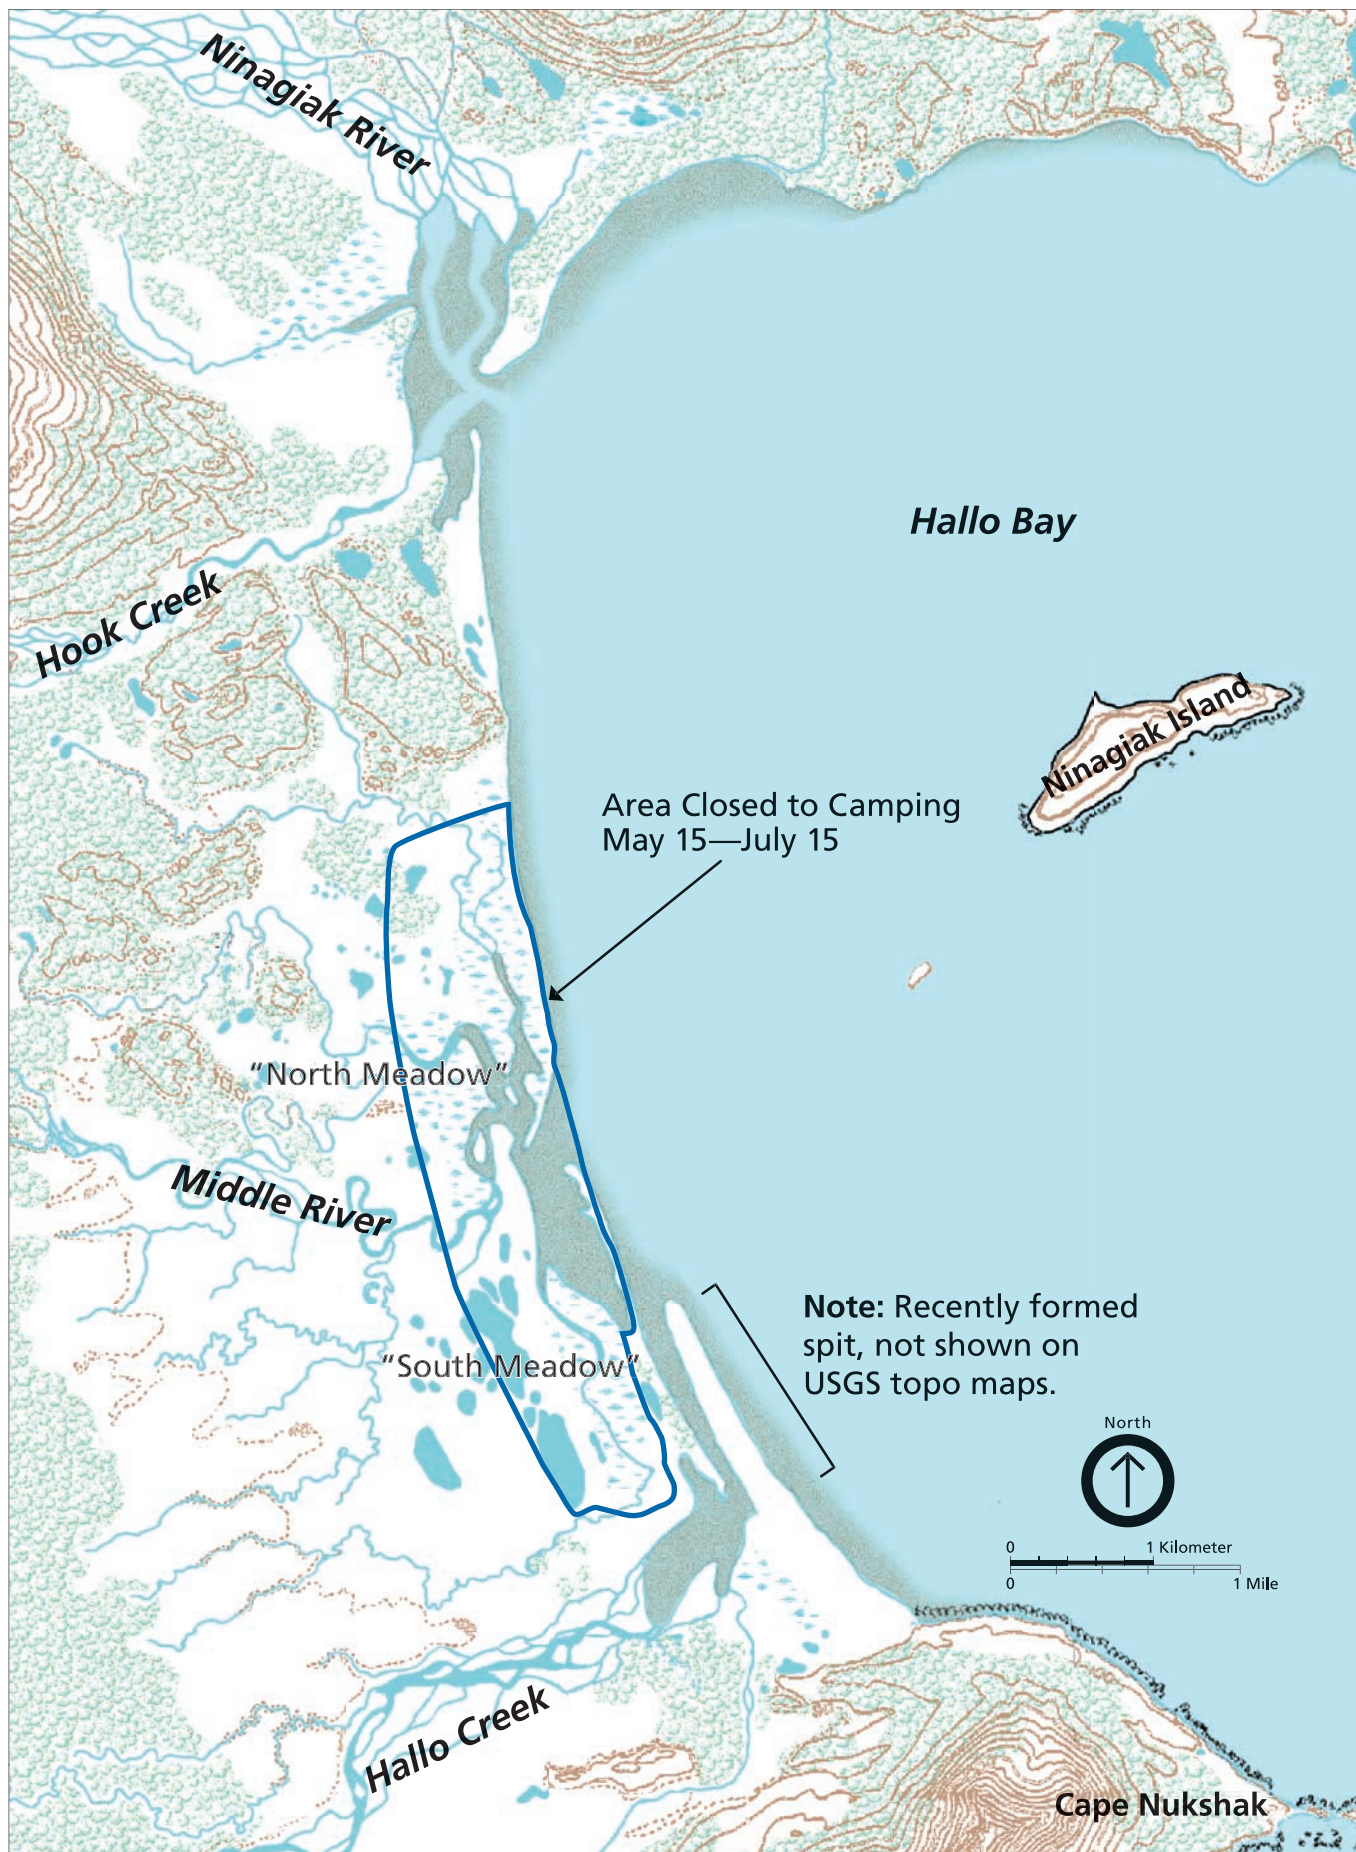 Ninagiak River
Hallo Bay
Hook Creek
Ninagiak Island
Area Closed to Camping
May 15—July 15
“North Meadow”
Middle River
Note: Recently formed
spit, not shown on
USGS topo maps.
“South Meadow”
North
0 1 Kilometer
0 1 Mile
Hallo Creek
Cape Nukshak